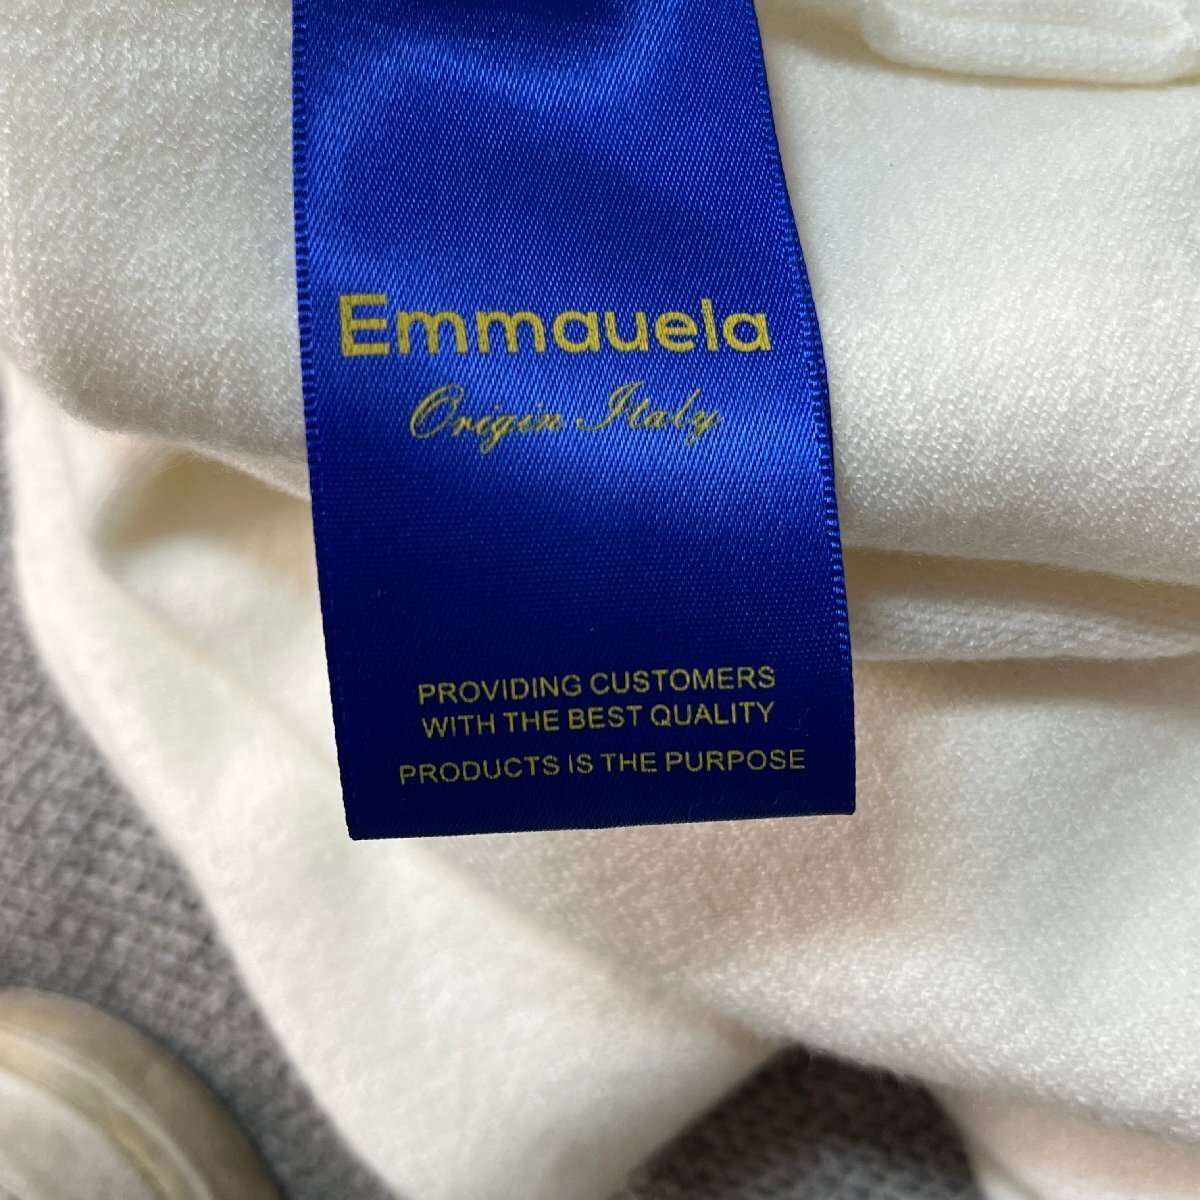 Emmauela
Origin Italy
PROVIDING CUSTOMERS
WITH THE BEST QUALITY
PRODUCTS IS THE PURPOSE